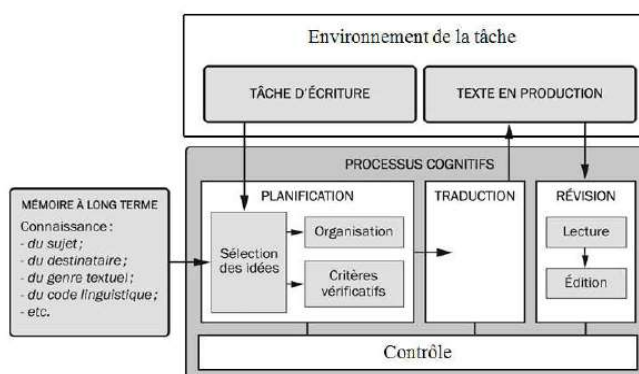 Environnement de la tâche
TÂCHE D'ÉCRITURE
TEXTE EN PRODUCTION
PROCESSUS COGNITIFS
MÉMOIRE À LONG TERME
Connaissance :
- du sujet ;
- du destinataire ;
- du genre textuel ;
- du code linguistique ;
- etc.
PLANIFICATION
Sélection
des idées
Organisation
Critères
vérificatifs
TRADUCTION
RÉVISION
Lecture
Édition
Contrôle